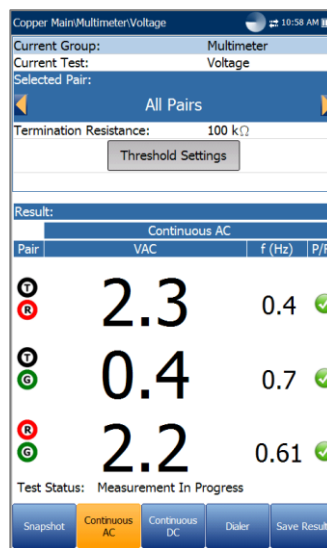 Copper Main\Multimeter\Voltage 10:58 AM
Current Group: Multimeter
Current Test: Voltage
Selected Pair:
All Pairs
Termination Resistance: 100 kΩ
Threshold Settings
Result:
Continuous AC
Pair VAC f (Hz) P/F
T
R
2.3 0.4
T
G
0.4 0.7
R
G
2.2 0.61
Test Status: Measurement In Progress
Snapshot Continuous AC Continuous DC Dialer Save Result